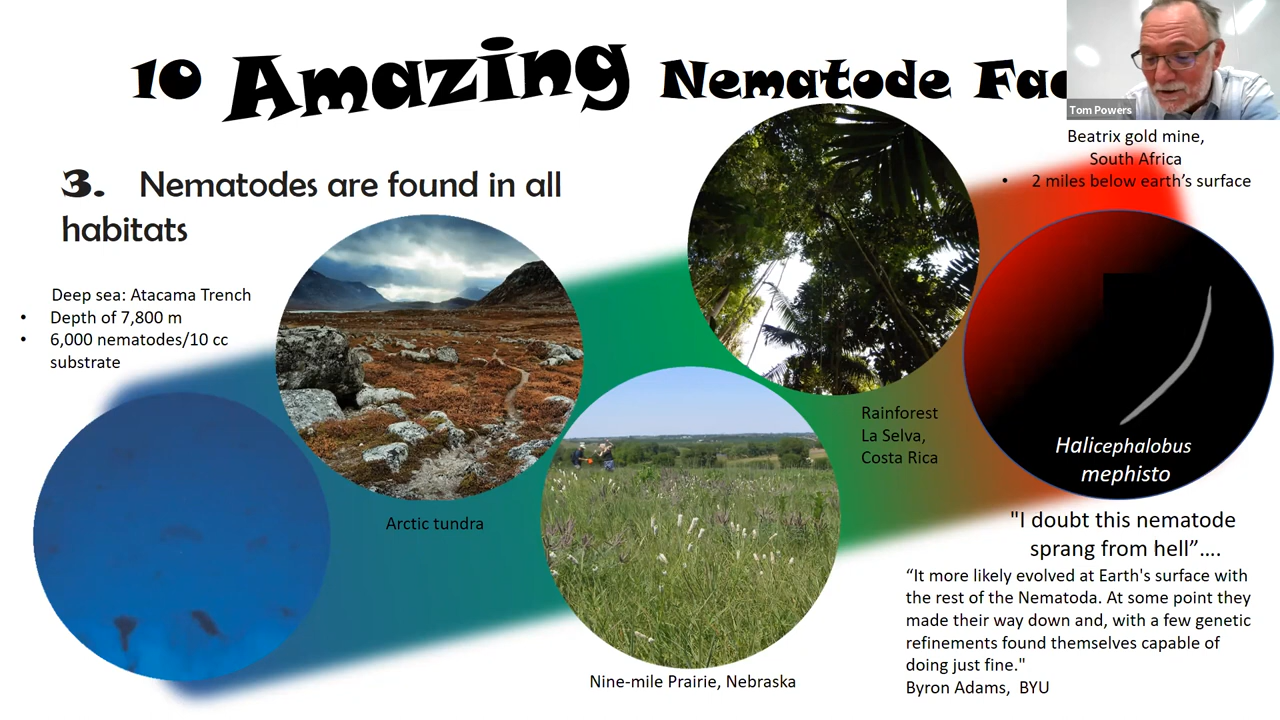 10 Amazing Nematode Fac
Tom Powers
3. Nematodes are found in all
habitats
Deep sea: Atacama Trench
• Depth of 7,800 m
• 6,000 nematodes/10 cc
substrate
Arctic tundra
Nine-mile Prairie, Nebraska
Rainforest
La Selva,
Costa Rica
Beatrix gold mine,
South Africa
• 2 miles below earth’s surface
Halicephalobus
mephisto
"I doubt this nematode
sprang from hell”....
“It more likely evolved at Earth's surface with
the rest of the Nematoda. At some point they
made their way down and, with a few genetic
refinements found themselves capable of
doing just fine."
Byron Adams, BYU